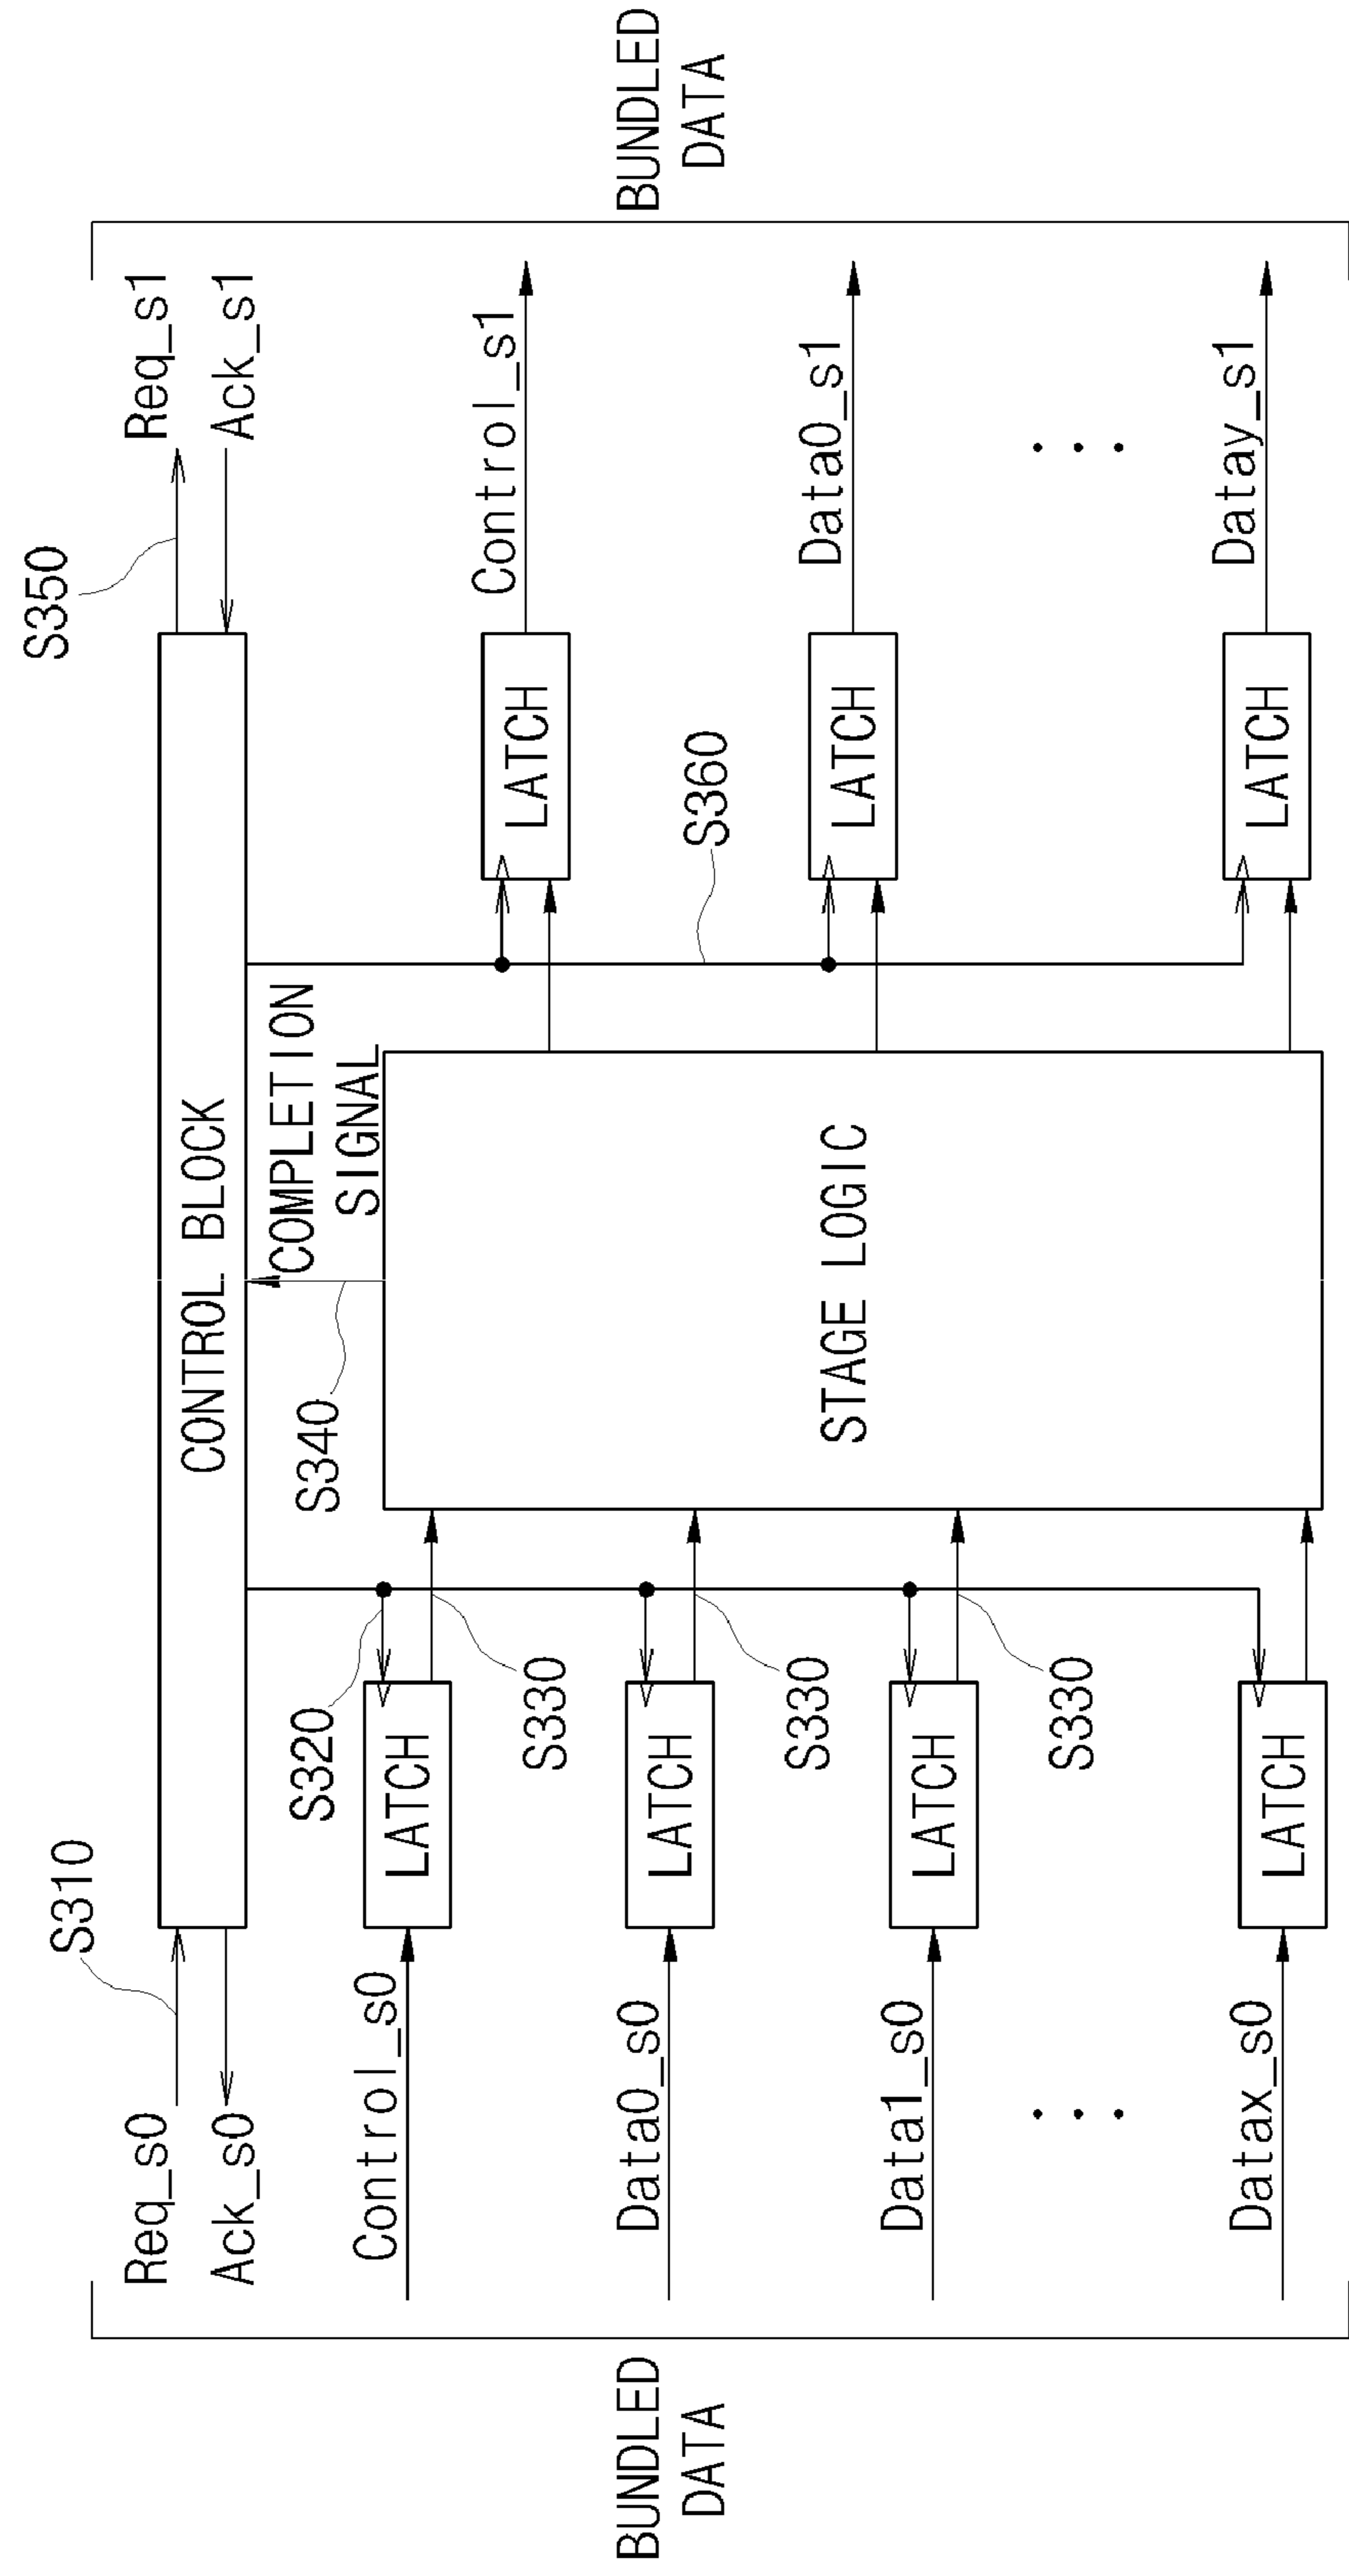 S310
S350
Req_s0
Req_s1
CONTROL BLOCK
Ack_s0
Ack_s1
COMPLETION
SIGNAL
S340
S320
Control_s0
LATCH
LATCH
Control_s1
S330
BUNDLED
DATA
BUNDLED
DATA
Data0_s0
LATCH
S360
S330
STAGE LOGIC
LATCH
Data0_s1
Data1_s0
LATCH
S330
. . .
. . .
Datax_s0
LATCH
LATCH
Datay_s1